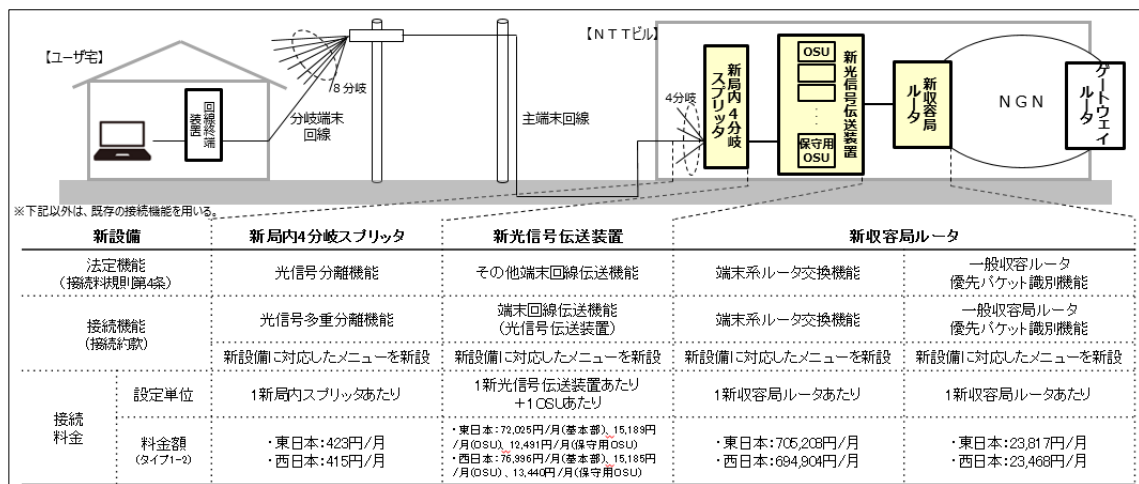 【ユーザ宅】
【NTTビル】
回線終端
装置
8分岐
分岐端末
回線
主端末回線
4分岐
新局内4分岐
スプリッタ
新光信号伝送装置
OSU
・・・
保守用
OSU
新収容局
ルータ
NGN
ゲートウェイ
ルータ
※下記以外は、既存の接続機能を用いる。
新設備
新局内4分岐スプリッタ
新光信号伝送装置
新収容局ルータ
法定機能
(接続料規則第4条)
光信号分離機能
その他端末回線伝送機能
端末系ルータ交換機能
一般収容ルータ
優先パケット識別機能
接続機能
(接続約款)
光信号多重分離機能
端末回線伝送機能
(光信号伝送装置)
端末系ルータ交換機能
一般収容局ルータ
優先パケット識別機能
新設備に対応したメニューを新設
新設備に対応したメニューを新設
新設備に対応したメニューを新設
新設備に対応したメニューを新設
接続
料金
設定単位
1新局内スプリッタあたり
1新光信号伝送装置あたり
+1OSUあたり
1新収容局ルータあたり
1新収容局ルータあたり
料金額
(タイプ1-2)
・東日本:423円/月
・西日本:415円/月
・東日本:72,025円/月(基本部)、15,189円
/月(OSU)、12,491円/月(保守用OSU)
・西日本:76,996円/月(基本部)、15,185円
/月(OSU)、13,440円/月(保守用OSU)
・東日本:705,208円/月
・西日本:694,904円/月
・東日本:23,817円/月
・西日本:23,468円/月